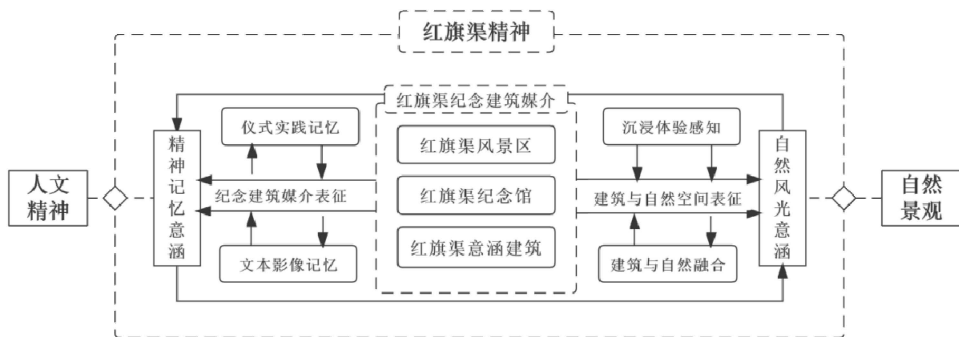 红旗渠精神
红旗渠纪念建筑媒介
仪式实践记忆
沉浸体验感知
红旗渠风景区
精神记忆意涵
自然风光意涵
人文
精神
纪念建筑媒介表征
红旗渠纪念馆
建筑与自然空间表征
自然
景观
文本影像记忆
红旗渠意涵建筑
建筑与自然融合